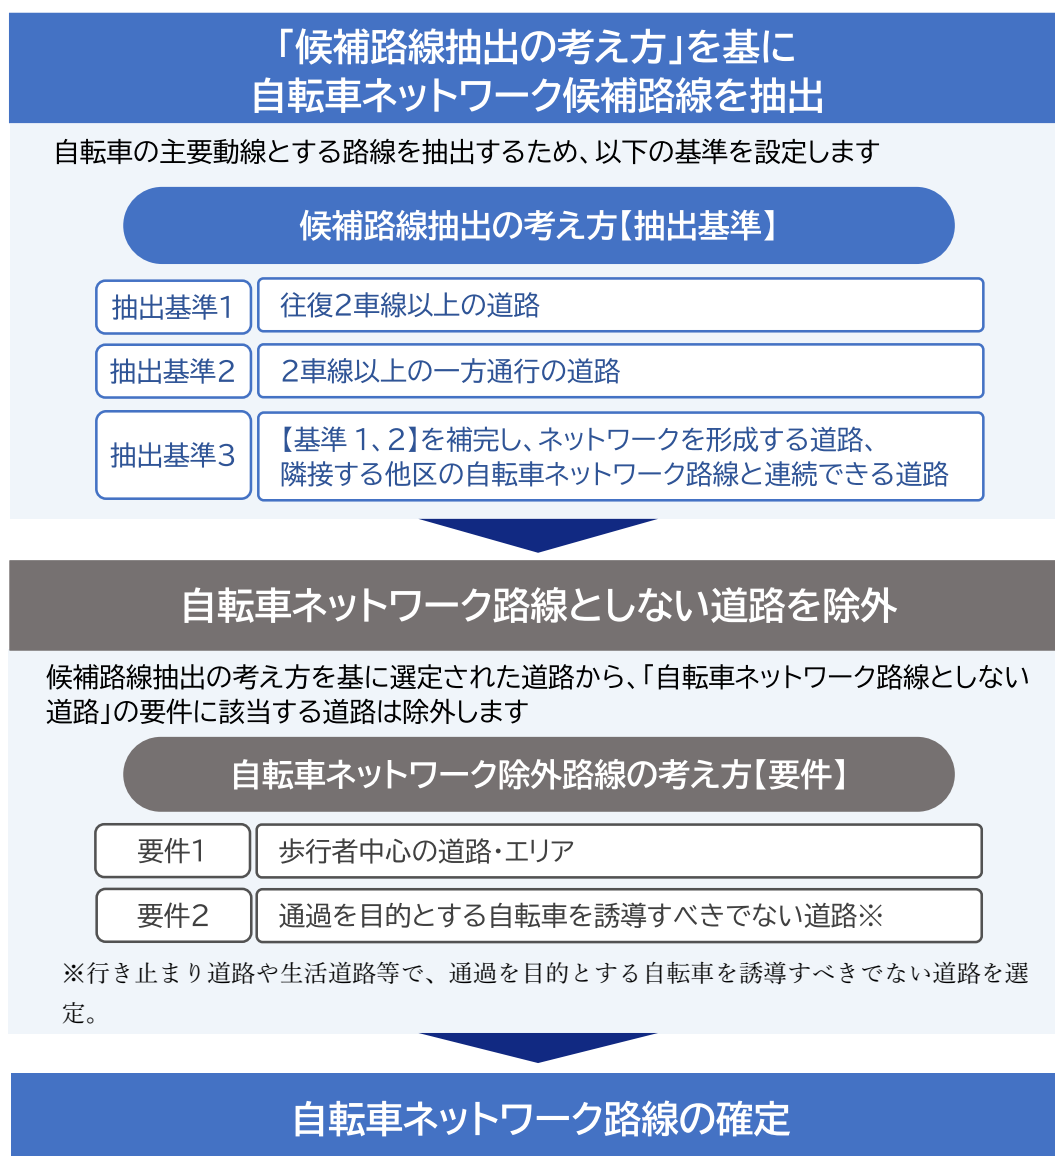 「候補路線抽出の考え方」を基に
自転車ネットワーク候補路線を抽出
自転車の主要動線とする路線を抽出するため、以下の基準を設定します
候補路線抽出の考え方【抽出基準】
抽出基準1
往復2車線以上の道路
抽出基準2
2車線以上の一方通行の道路
抽出基準3
【基準 1、2】を補完し、ネットワークを形成する道路、
隣接する他区の自転車ネットワーク路線と連続できる道路
自転車ネットワーク路線としない道路を除外
候補路線抽出の考え方を基に選定された道路から、「自転車ネットワーク路線としない
道路」の要件に該当する道路は除外します
自転車ネットワーク除外路線の考え方【要件】
要件1
歩行者中心の道路・エリア
要件2
通過を目的とする自転車を誘導すべきでない道路※
※行き止まり道路や生活道路等で、通過を目的とする自転車を誘導すべきでない道路を選
定。
自転車ネットワーク路線の確定